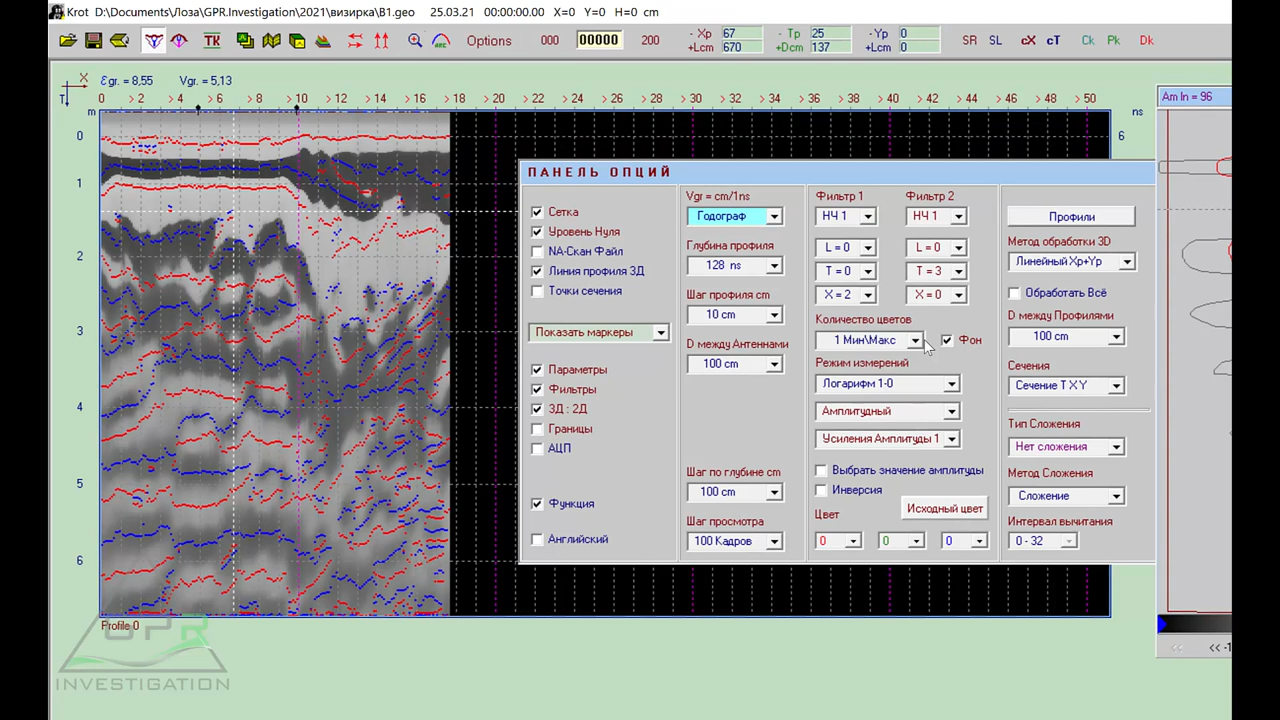 Krot D:\Documents\Лоза\GPR.Investigation\2021\визирка\B1.geo 25.03.21 00:00:00.00 X=0 Y=0 H=0 cm
TK Options 000 00000 200 - Xp 67 - Tp 25 - Yp 0 SR SL cX cT Ck Pk Dk
+Lcm 670 +Dcm 137 +Lcm 0
X Ɛgr. = 8,55 Vgr. = 5,13
T 0 2 4 6 8 10 12 14 16 18 20 22 24 26 28 30 32 34 36 38 40 42 44 46 48 50
Am In = 96
m ns
0 6
1
2
3
4
5
6
Profile 0
ПАНЕЛЬ ОПЦИЙ
Сетка
Уровень Нуля
NA-Скан Файл
Линия профиля 3Д
Точки сечения
Показать маркеры
Параметры
Фильтры
3Д : 2Д
Границы
АЦП
Функция
Английский
Vgr = cm/1ns
Годограф
Глубина профиля
128 ns
Шаг профиля cm
10 cm
D между Антеннами
100 cm
Шаг по глубине cm
100 cm
Шаг просмотра
100 Кадров
Фильтр 1 Фильтр 2
НЧ 1 НЧ 1
L = 0 L = 0
T = 0 T = 3
X = 2 X = 0
Количество цветов
1 Мин\Макс Фон
Режим измерений
Логарифм 1-0
Амплитудный
Усиления Амплитуды 1
Выбрать значение амплитуды
Инверсия
Исходный цвет
Цвет
0 0 0
Профили
Метод обработки 3D
Линейный Xp+Yp
Обработать Всё
D между Профилями
100 cm
Сечения
Сечение T X Y
Тип Сложения
Нет сложения
Метод Сложения
Сложение
Интервал вычитания
0 - 32
<< -1
GPR
INVESTIGATION